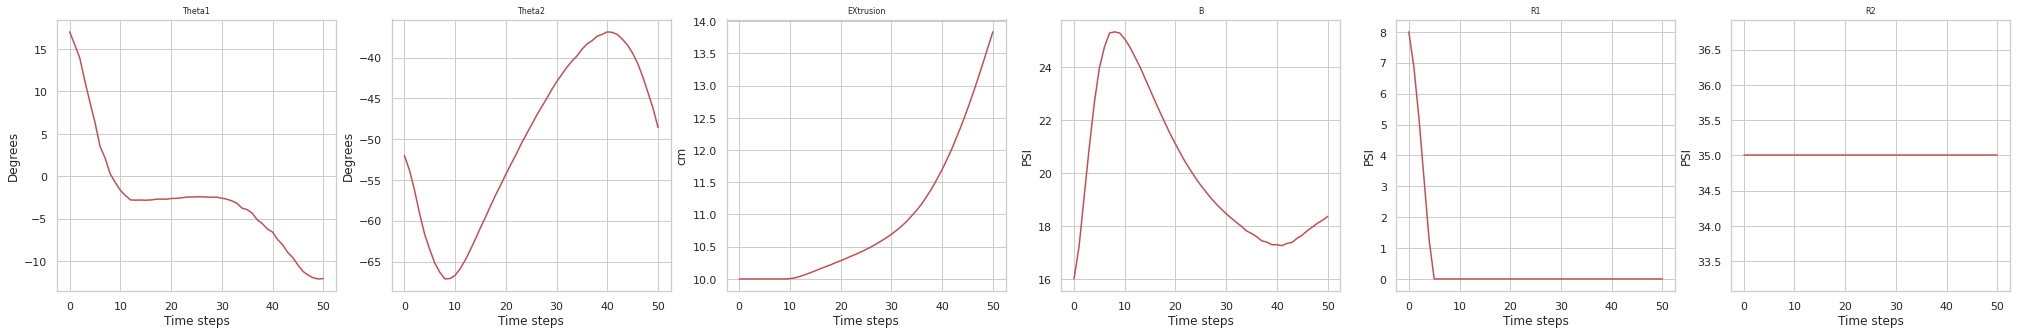 Theta1
Degrees
15
10
5
0
−5
−10
0 10 20 30 40 50
Time steps
Theta2
Degrees
−40
−45
−50
−55
−60
−65
0 10 20 30 40 50
Time steps
EXtrusion
cm
14.0
13.5
13.0
12.5
12.0
11.5
11.0
10.5
10.0
0 10 20 30 40 50
Time steps
B
PSI
24
22
20
18
16
0 10 20 30 40 50
Time steps
R1
PSI
8
7
6
5
4
3
2
1
0
0 10 20 30 40 50
Time steps
R2
PSI
36.5
36.0
35.5
35.0
34.5
34.0
33.5
0 10 20 30 40 50
Time steps